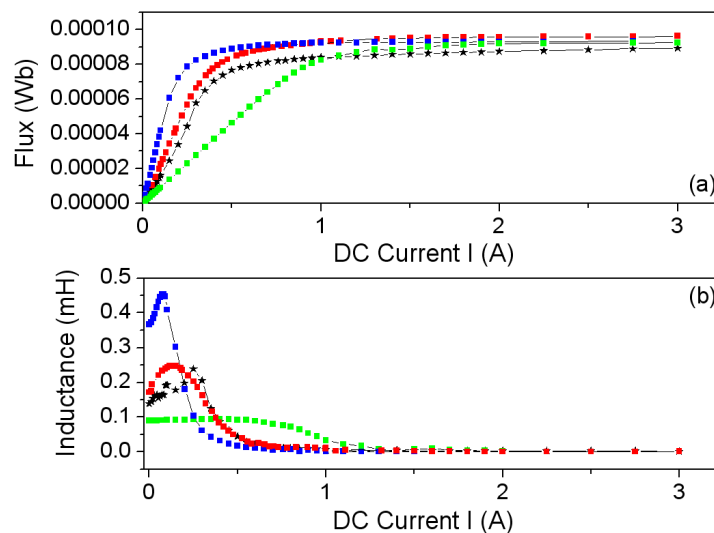 0.00010
0.00008
0.00006
0.00004
0.00002
0.00000
Flux (Wb)
(a)
0 1 2 3
DC Current I (A)
0.5
0.4
0.3
0.2
0.1
0.0
Inductance (mH)
(b)
0 1 2 3
DC Current I (A)